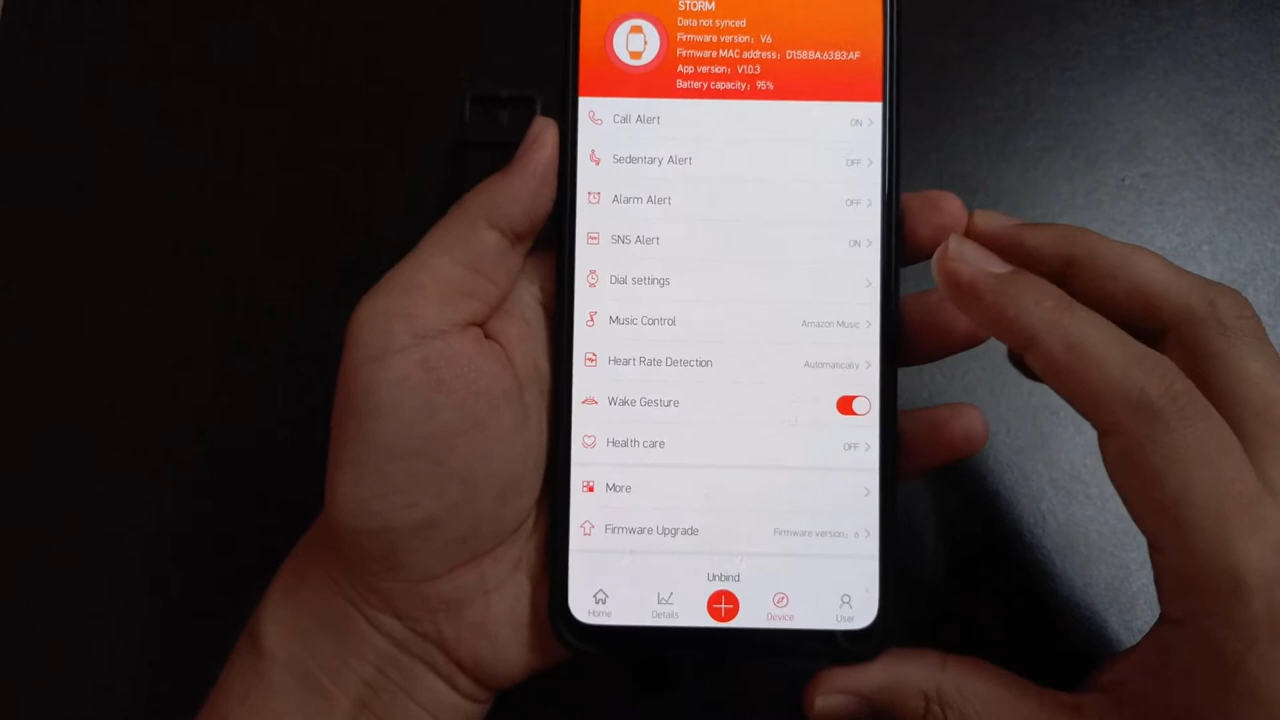 STORM
Data not synced
Firmware version： V6
Firmware MAC address： D1:58:BA:63:B3:AF
App version： V1.0.3
Battery capacity： 95%
Call Alert ON
Sedentary Alert OFF
Alarm Alert OFF
SNS Alert ON
Dial settings
Music Control Amazon Music
Heart Rate Detection Automatically
Wake Gesture
Health care OFF
More
Firmware Upgrade Firmware version： 6
Unbind
Home Details Device User